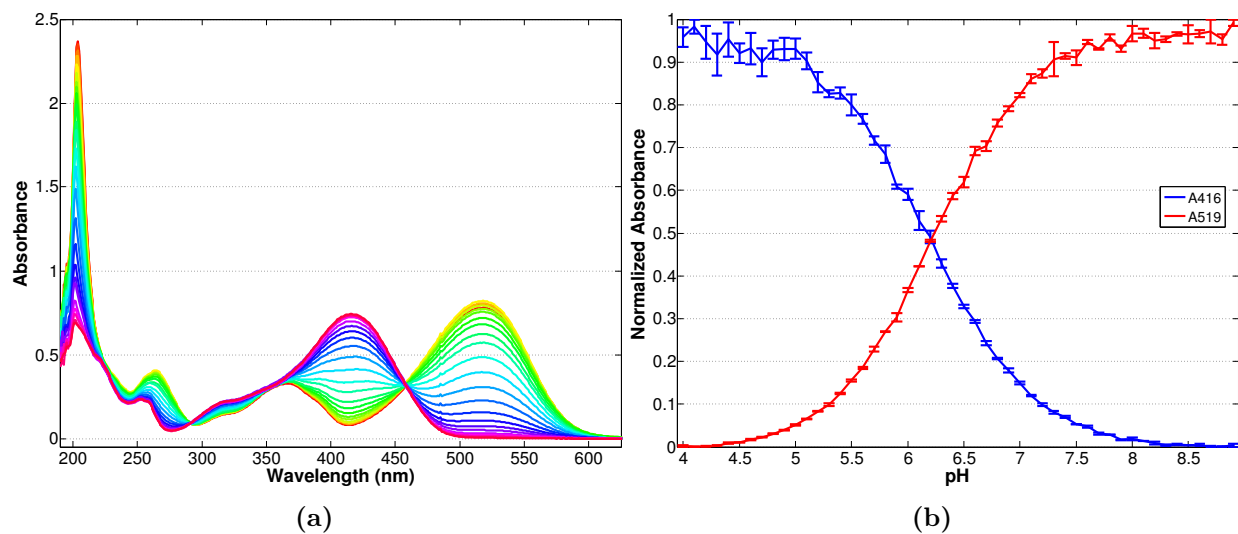 2.5
2
1.5
1
0.5
0
Absorbance
200 250 300 350 400 450 500 550 600
Wavelength (nm)
(a)
1
0.9
0.8
0.7
0.6
0.5
0.4
0.3
0.2
0.1
0
Normalized Absorbance
A416
A519
4 4.5 5 5.5 6 6.5 7 7.5 8 8.5
pH
(b)